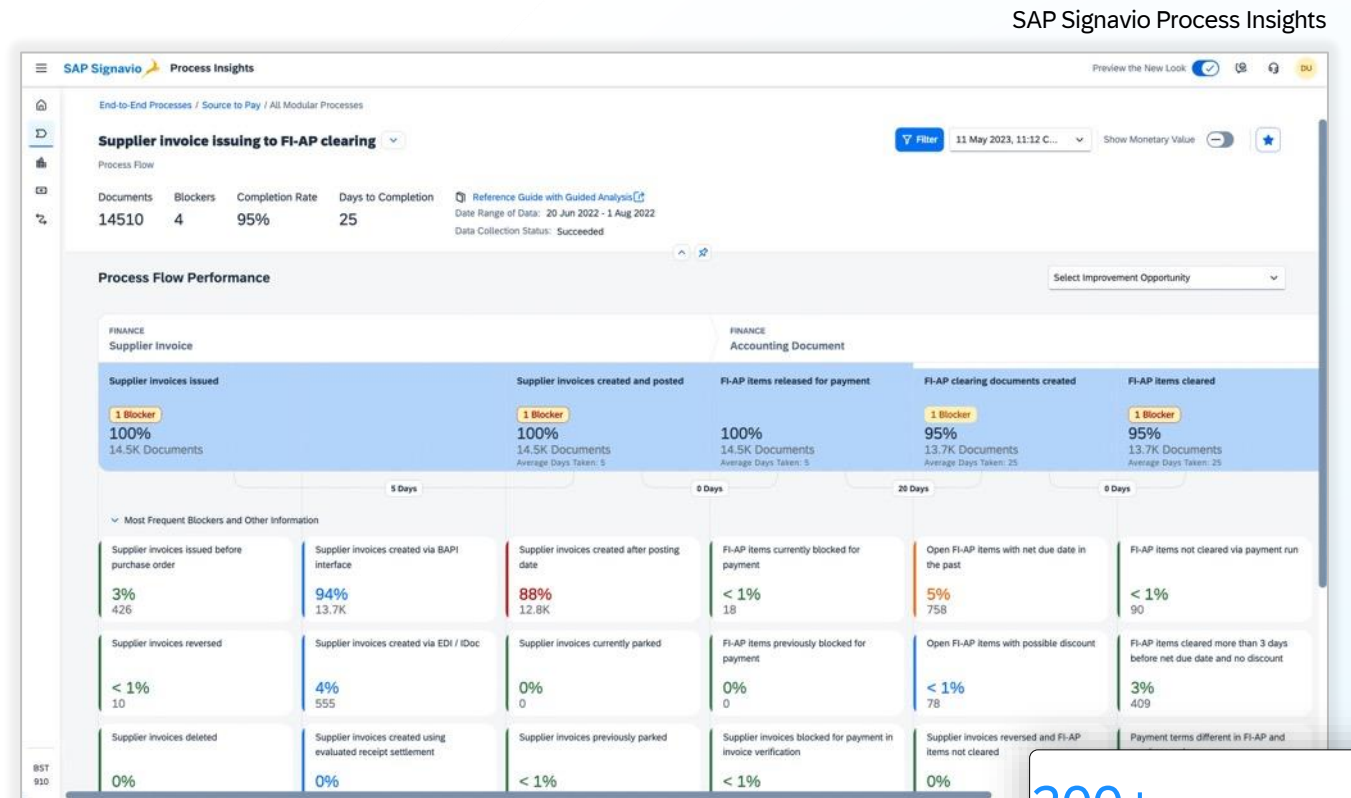 SAP Signavio Process Insights
SAP Signavio Process Insights
Preview the New Look
DU
End-to-End Processes / Source to Pay / All Modular Processes
Supplier invoice issuing to FI-AP clearing
Filter
11 May 2023, 11:12 C...
Show Monetary Value
Process Flow
Documents Blockers Completion Rate Days to Completion
14510 4 95% 25
Reference Guide with Guided Analysis
Date Range of Data: 20 Jun 2022 - 1 Aug 2022
Data Collection Status: Succeeded
Process Flow Performance
Select Improvement Opportunity
FINANCE
Supplier Invoice
FINANCE
Accounting Document
Supplier invoices issued
1 Blocker
100%
14.5K Documents
Supplier invoices created and posted
1 Blocker
100%
14.5K Documents
Average Days Taken: 5
FI-AP items released for payment
100%
14.5K Documents
Average Days Taken: 5
FI-AP clearing documents created
1 Blocker
95%
13.7K Documents
Average Days Taken: 25
FI-AP items cleared
1 Blocker
95%
13.7K Documents
Average Days Taken: 25
5 Days
0 Days
20 Days
0 Days
Most Frequent Blockers and Other Information
Supplier invoices issued before
purchase order
3%
426
Supplier invoices created via BAPI
interface
94%
13.7K
Supplier invoices created after posting
date
88%
12.8K
FI-AP items currently blocked for
payment
< 1%
18
Open FI-AP items with net due date in
the past
5%
758
FI-AP items not cleared via payment run
< 1%
90
Supplier invoices reversed
< 1%
10
Supplier invoices created via EDI / IDoc
4%
555
Supplier invoices currently parked
0%
0
FI-AP items previously blocked for
payment
0%
0
Open FI-AP items with possible discount
< 1%
78
FI-AP items cleared more than 3 days
before net due date and no discount
3%
409
Supplier invoices deleted
0%
Supplier invoices created using
evaluated receipt settlement
0%
Supplier invoices previously parked
< 1%
Supplier invoices blocked for payment in
invoice verification
< 1%
Supplier invoices reversed and FI-AP
items not cleared
0%
Payment terms different in FI-AP and
BST
910